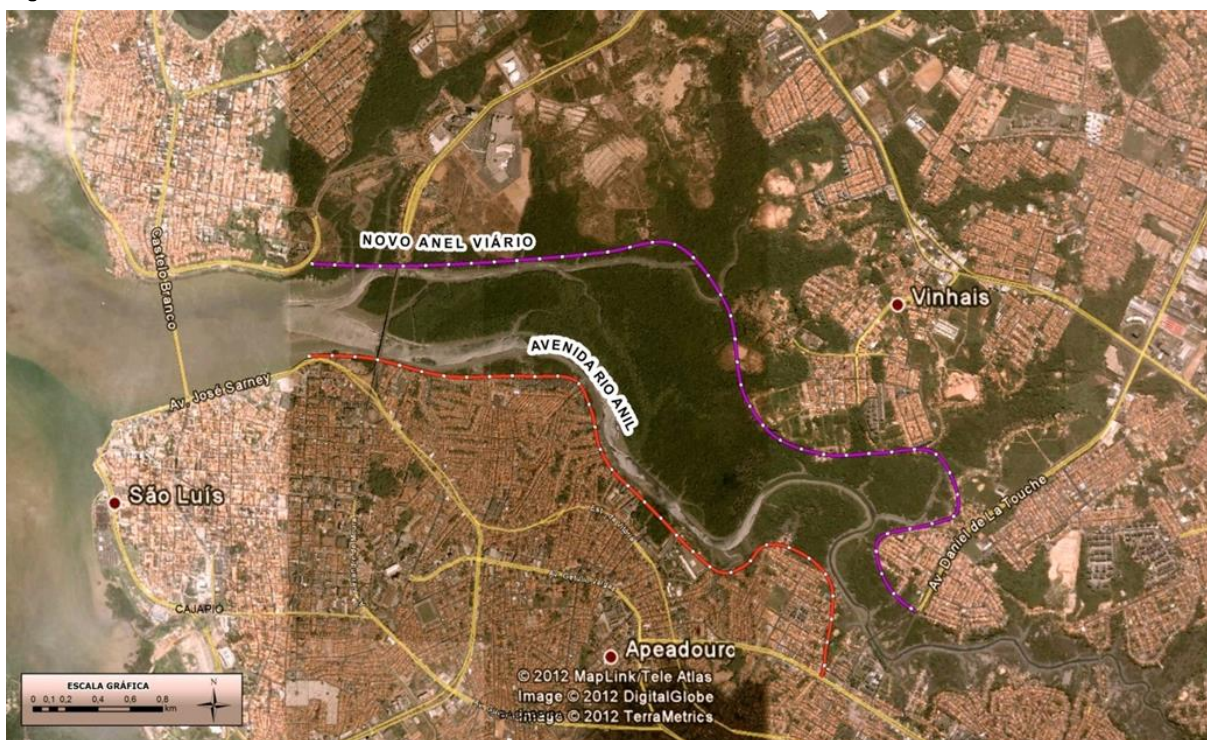 NOVO ANEL VIÁRIO
Castelo Branco
Vinhais
AVENIDA RIO ANIL
Av. José Sarney
São Luís
Av. Daniel de La Touche
CAJAPIÓ
Apeadouro
© 2012 MapLink/Tele Atlas
Image © 2012 DigitalGlobe
Image © 2012 TerraMetrics
ESCALA GRÁFICA
N
0 0,1 0,2 0,4 0,6 0,8
km